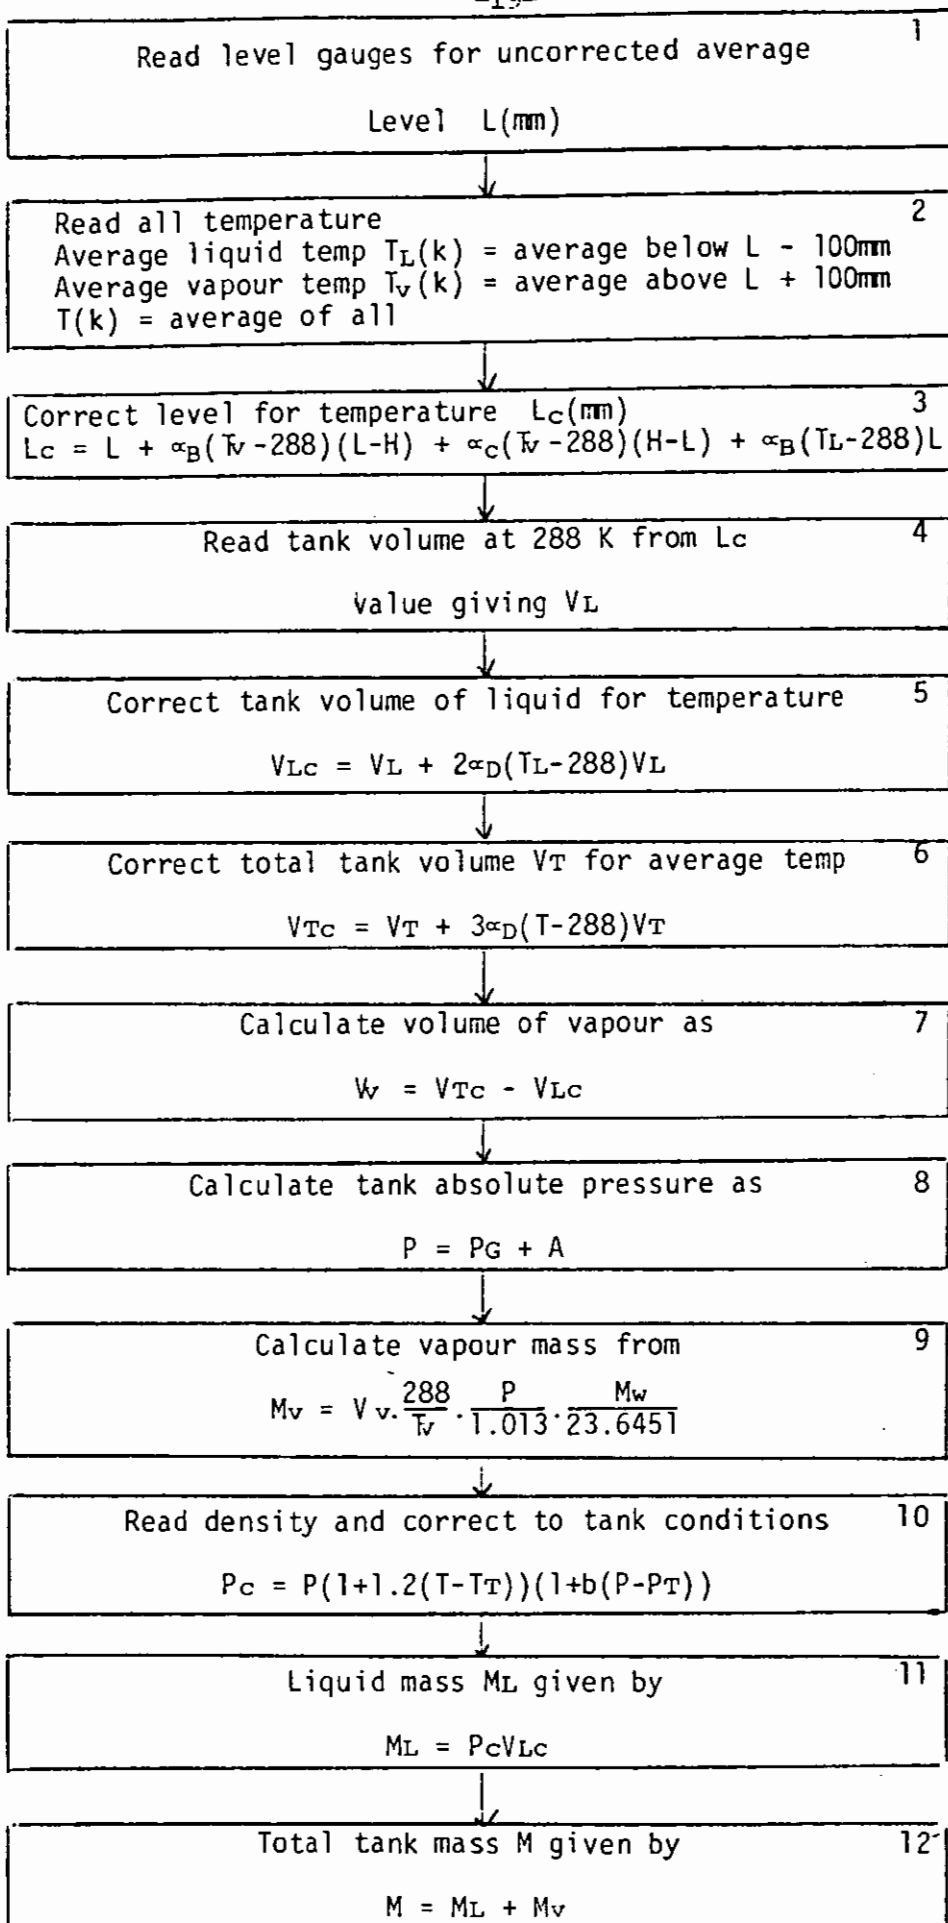 -19-
1
Read level gauges for uncorrected average
Level L(mm)
2
Read all temperature
Average liquid temp TL(k) = average below L - 100mm
Average vapour temp Tv(k) = average above L + 100mm
T(k) = average of all
3
Correct level for temperature Lc(mm)
Lc = L + αB(Tv-288)(L-H) + αC(Tv-288)(H-L) + αB(TL-288)L
4
Read tank volume at 288 K from Lc
value giving VL
5
Correct tank volume of liquid for temperature
VLc = VL + 2αD(TL-288)VL
6
Correct total tank volume VT for average temp
VTc = VT + 3αD(T-288)VT
7
Calculate volume of vapour as
Vv = VTc - VLc
8
Calculate tank absolute pressure as
P = PG + A
9
Calculate vapour mass from
Mv = Vv. 288/Tv . P/1.013 . Mw/23.6451
10
Read density and correct to tank conditions
Pc = P(1+1.2(T-TT))(1+b(P-PT))
11
Liquid mass ML given by
ML = PcVLc
12
Total tank mass M given by
M = ML + Mv